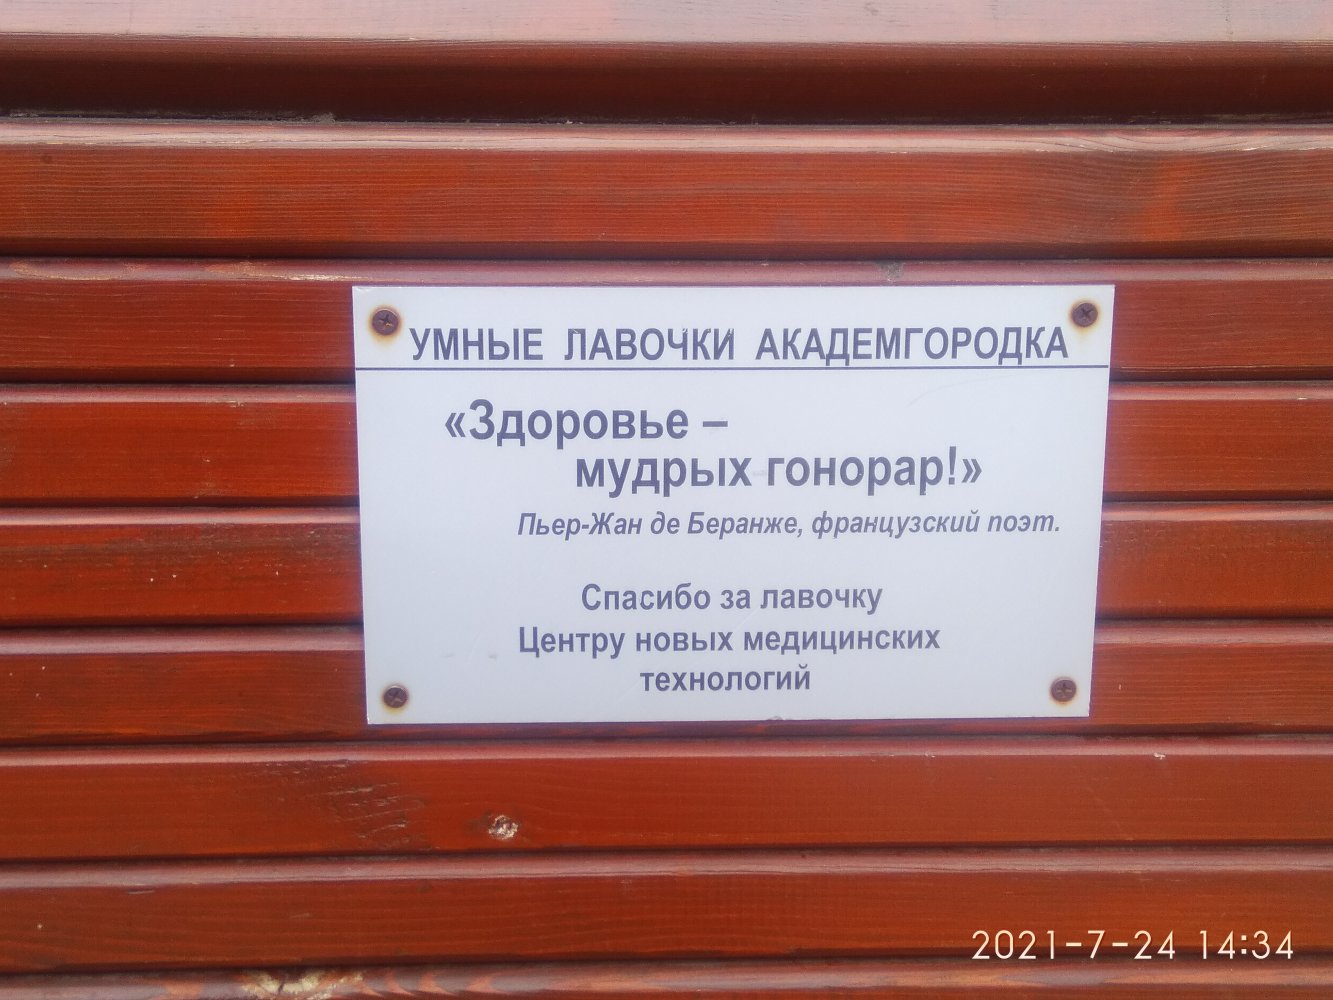 УМНЫЕ ЛАВОЧКИ АКАДЕМГОРОДКА
«Здоровье –
мудрых гонорар!»
Пьер-Жан де Беранже, французский поэт.
Спасибо за лавочку
Центру новых медицинских
технологий
2021-7-24 14:34